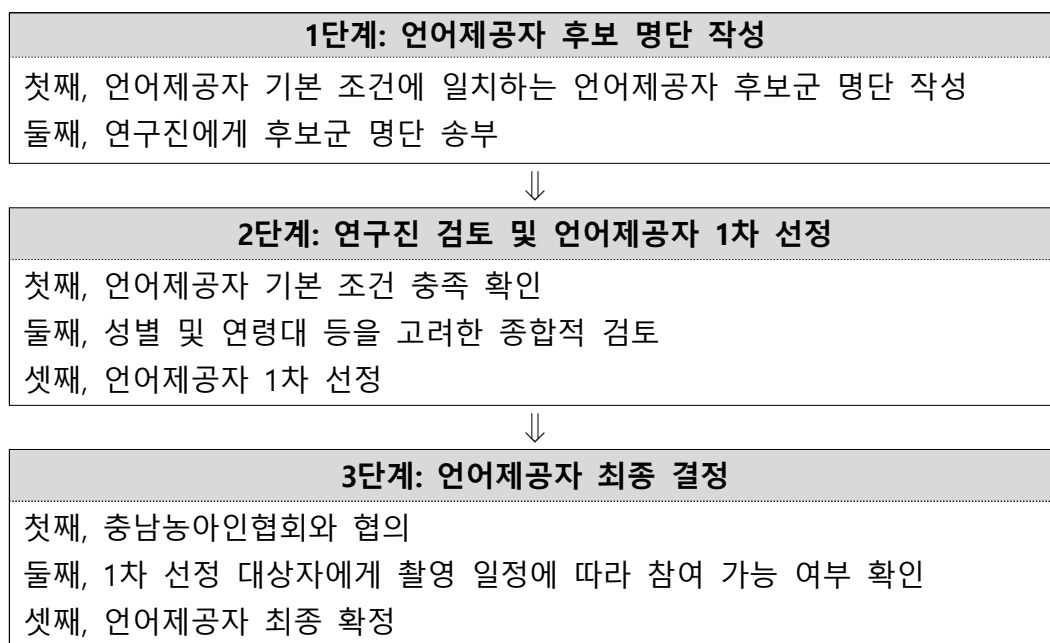 1단계: 언어제공자 후보 명단 작성
첫째, 언어제공자 기본 조건에 일치하는 언어제공자 후보군 명단 작성
둘째, 연구진에게 후보군 명단 송부
⇓
2단계: 연구진 검토 및 언어제공자 1차 선정
첫째, 언어제공자 기본 조건 충족 확인
둘째, 성별 및 연령대 등을 고려한 종합적 검토
셋째, 언어제공자 1차 선정
⇓
3단계: 언어제공자 최종 결정
첫째, 충남농아인협회와 협의
둘째, 1차 선정 대상자에게 촬영 일정에 따라 참여 가능 여부 확인
셋째, 언어제공자 최종 확정